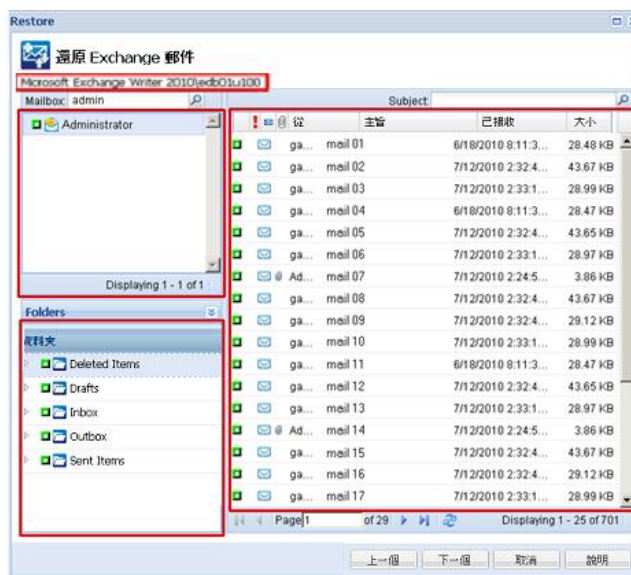 Restore
還原 Exchange 郵件
Microsoft Exchange Writer 2010\edb01u100
Mailbox: admin
Subject:
Administrator
Displaying 1 - 1 of 1
Folders
資料夾
Deleted Items
Drafts
Inbox
Outbox
Sent Items
從 主旨 已接收 大小
ga... mail 01 6/18/2010 8:11:3... 28.48 KB
ga... mail 02 7/12/2010 2:32:4... 43.67 KB
ga... mail 03 7/12/2010 2:33:1... 28.99 KB
ga... mail 04 6/18/2010 8:11:3... 28.47 KB
ga... mail 05 7/12/2010 2:32:4... 43.65 KB
ga... mail 06 7/12/2010 2:33:1... 28.97 KB
Ad... mail 07 7/12/2010 2:24:5... 3.86 KB
ga... mail 08 7/12/2010 2:32:4... 43.67 KB
ga... mail 09 7/12/2010 2:32:4... 29.12 KB
ga... mail 10 7/12/2010 2:33:1... 28.99 KB
ga... mail 11 6/18/2010 8:11:3... 28.47 KB
ga... mail 12 7/12/2010 2:32:4... 43.65 KB
ga... mail 13 7/12/2010 2:33:1... 28.97 KB
Ad... mail 14 7/12/2010 2:24:5... 3.86 KB
ga... mail 15 7/12/2010 2:32:4... 43.67 KB
ga... mail 16 7/12/2010 2:32:4... 29.12 KB
ga... mail 17 7/12/2010 2:33:1... 28.99 KB
Page 1 of 29 Displaying 1 - 25 of 701
上一個 下一個 取消 說明